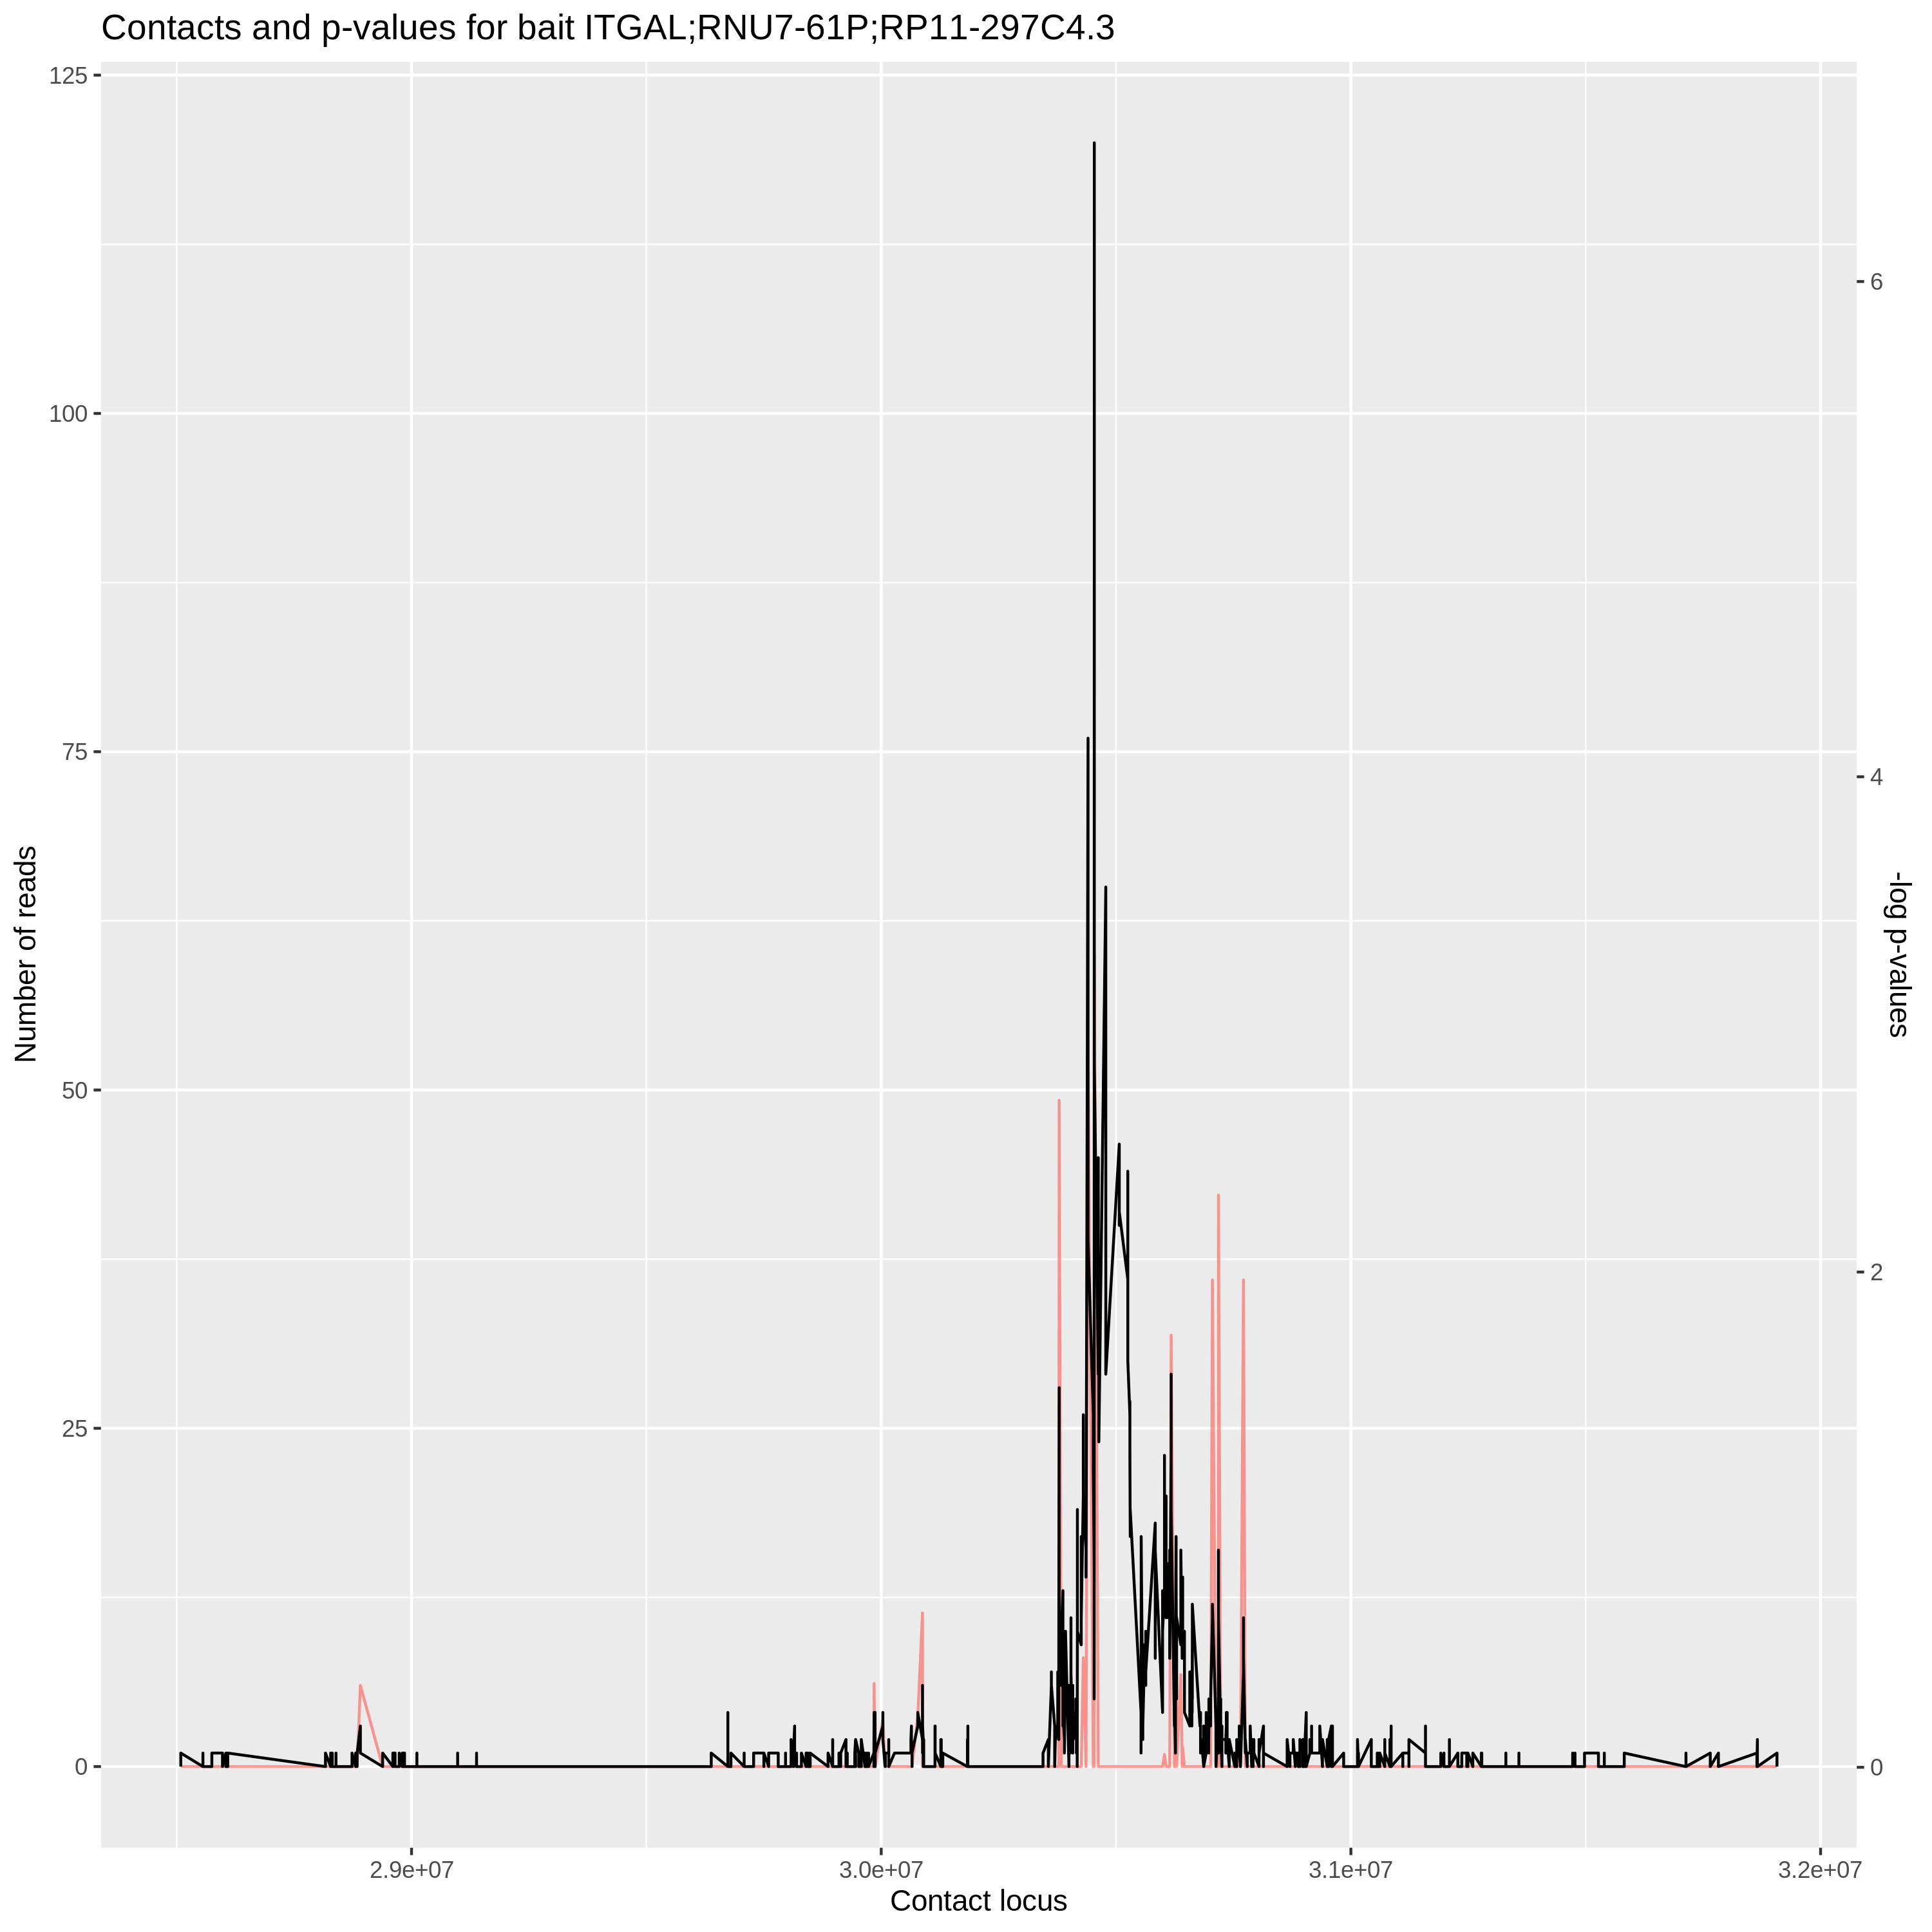 Contacts and p-values for bait ITGAL;RNU7-61P;RP11-297C4.3
125
100
75
50
25
0
Number of reads
6
4
2
0
-log p-values
2.9e+07
3.0e+07
3.1e+07
3.2e+07
Contact locus